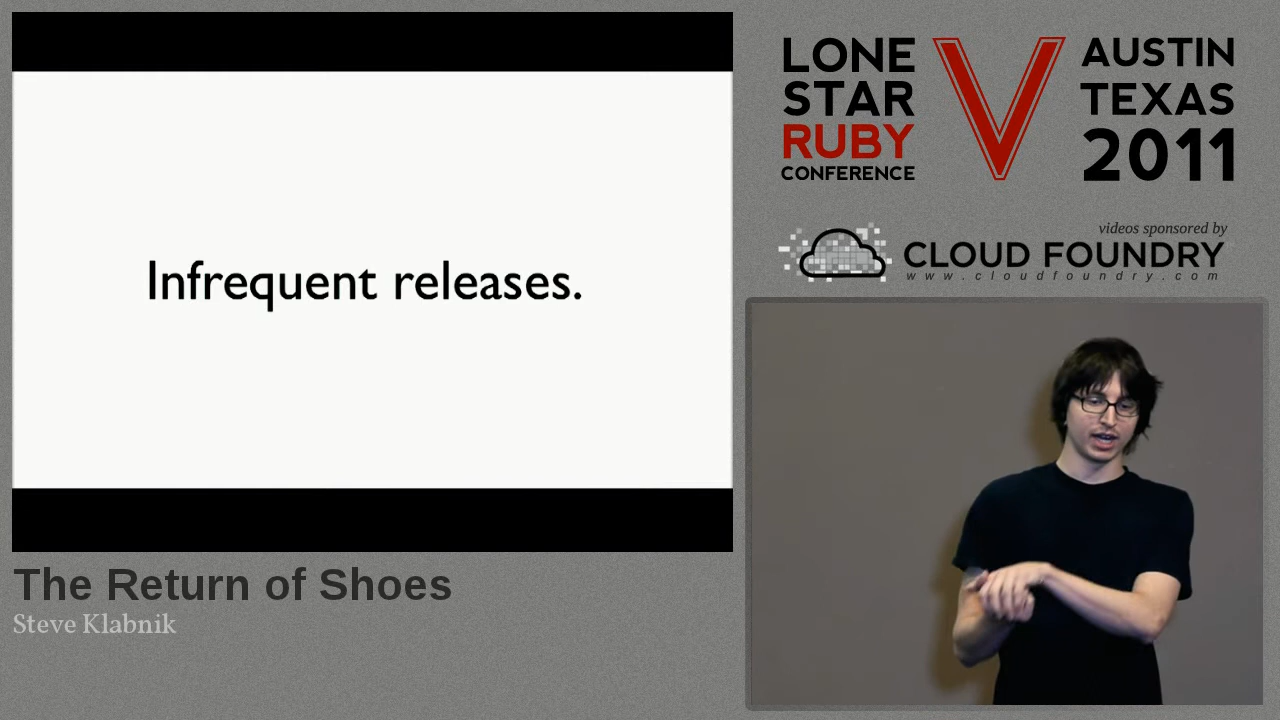 Infrequent releases.
The Return of Shoes
Steve Klabnik
LONE
STAR
RUBY
CONFERENCE
V
AUSTIN
TEXAS
2011
videos sponsored by
CLOUD FOUNDRY
www.cloudfoundry.com